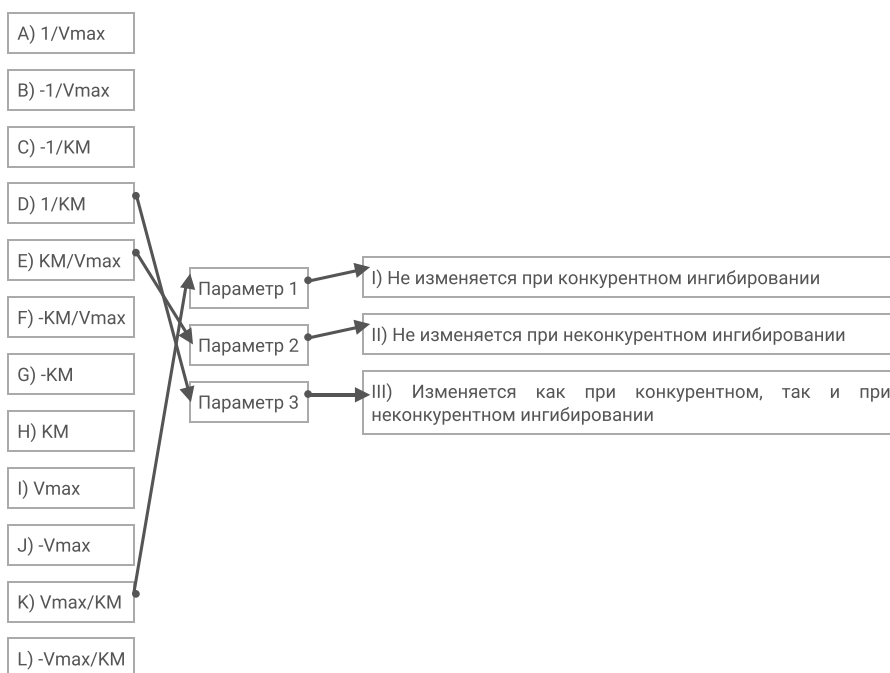 A) 1/Vmax
B) -1/Vmax
C) -1/KM
D) 1/KM
E) KM/Vmax
F) -KM/Vmax
G) -KM
H) KM
I) Vmax
J) -Vmax
K) Vmax/KM
L) -Vmax/KM
Параметр 1
Параметр 2
Параметр 3
I) Не изменяется при конкурентном ингибировании
II) Не изменяется при неконкурентном ингибировании
III) Изменяется как при конкурентном, так и при
неконкурентном ингибировании